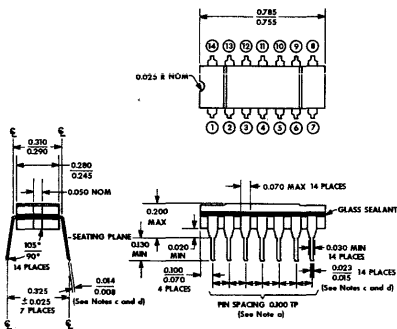 0.785
0.755
14 13 12 11 10 9 8
0.025 R NOM
1 2 3 4 5 6 7
℄ ℄
0.310
0.290
0.280
0.245
0.050 NOM
105°
90°
14 PLACES
0.325
± 0.025
7 PLACES
0.014
0.008
(See Notes c and d)
SEATING PLANE
0.200
MAX
0.130
MIN
0.020
MIN
0.100
0.070
4 PLACES
0.070 MAX 14 PLACES
GLASS SEALANT
0.030 MIN
14 PLACES
0.023
0.015
14 PLACES
(See Notes c and d)
PIN SPACING 0.100 TP
(See Note a)